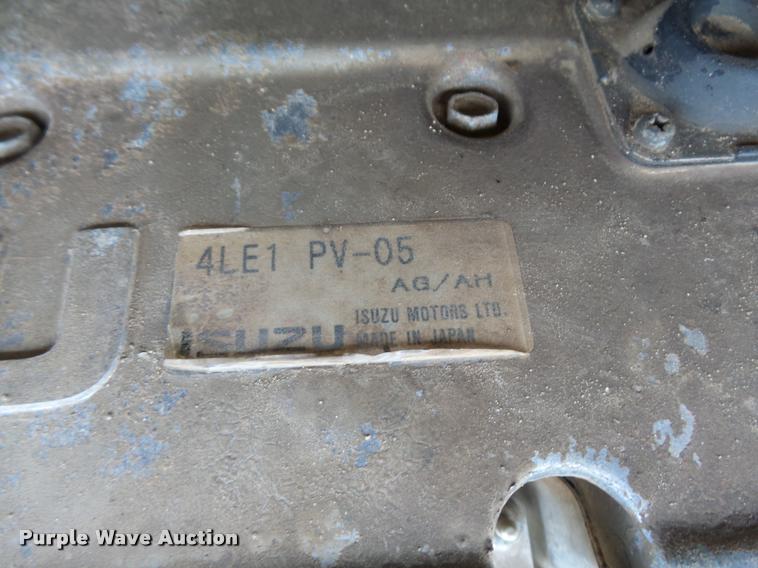 4LE1 PV-05
AG/AH
ISUZU MOTORS LTD.
ISUZU MADE IN JAPAN
Purple Wave Auction